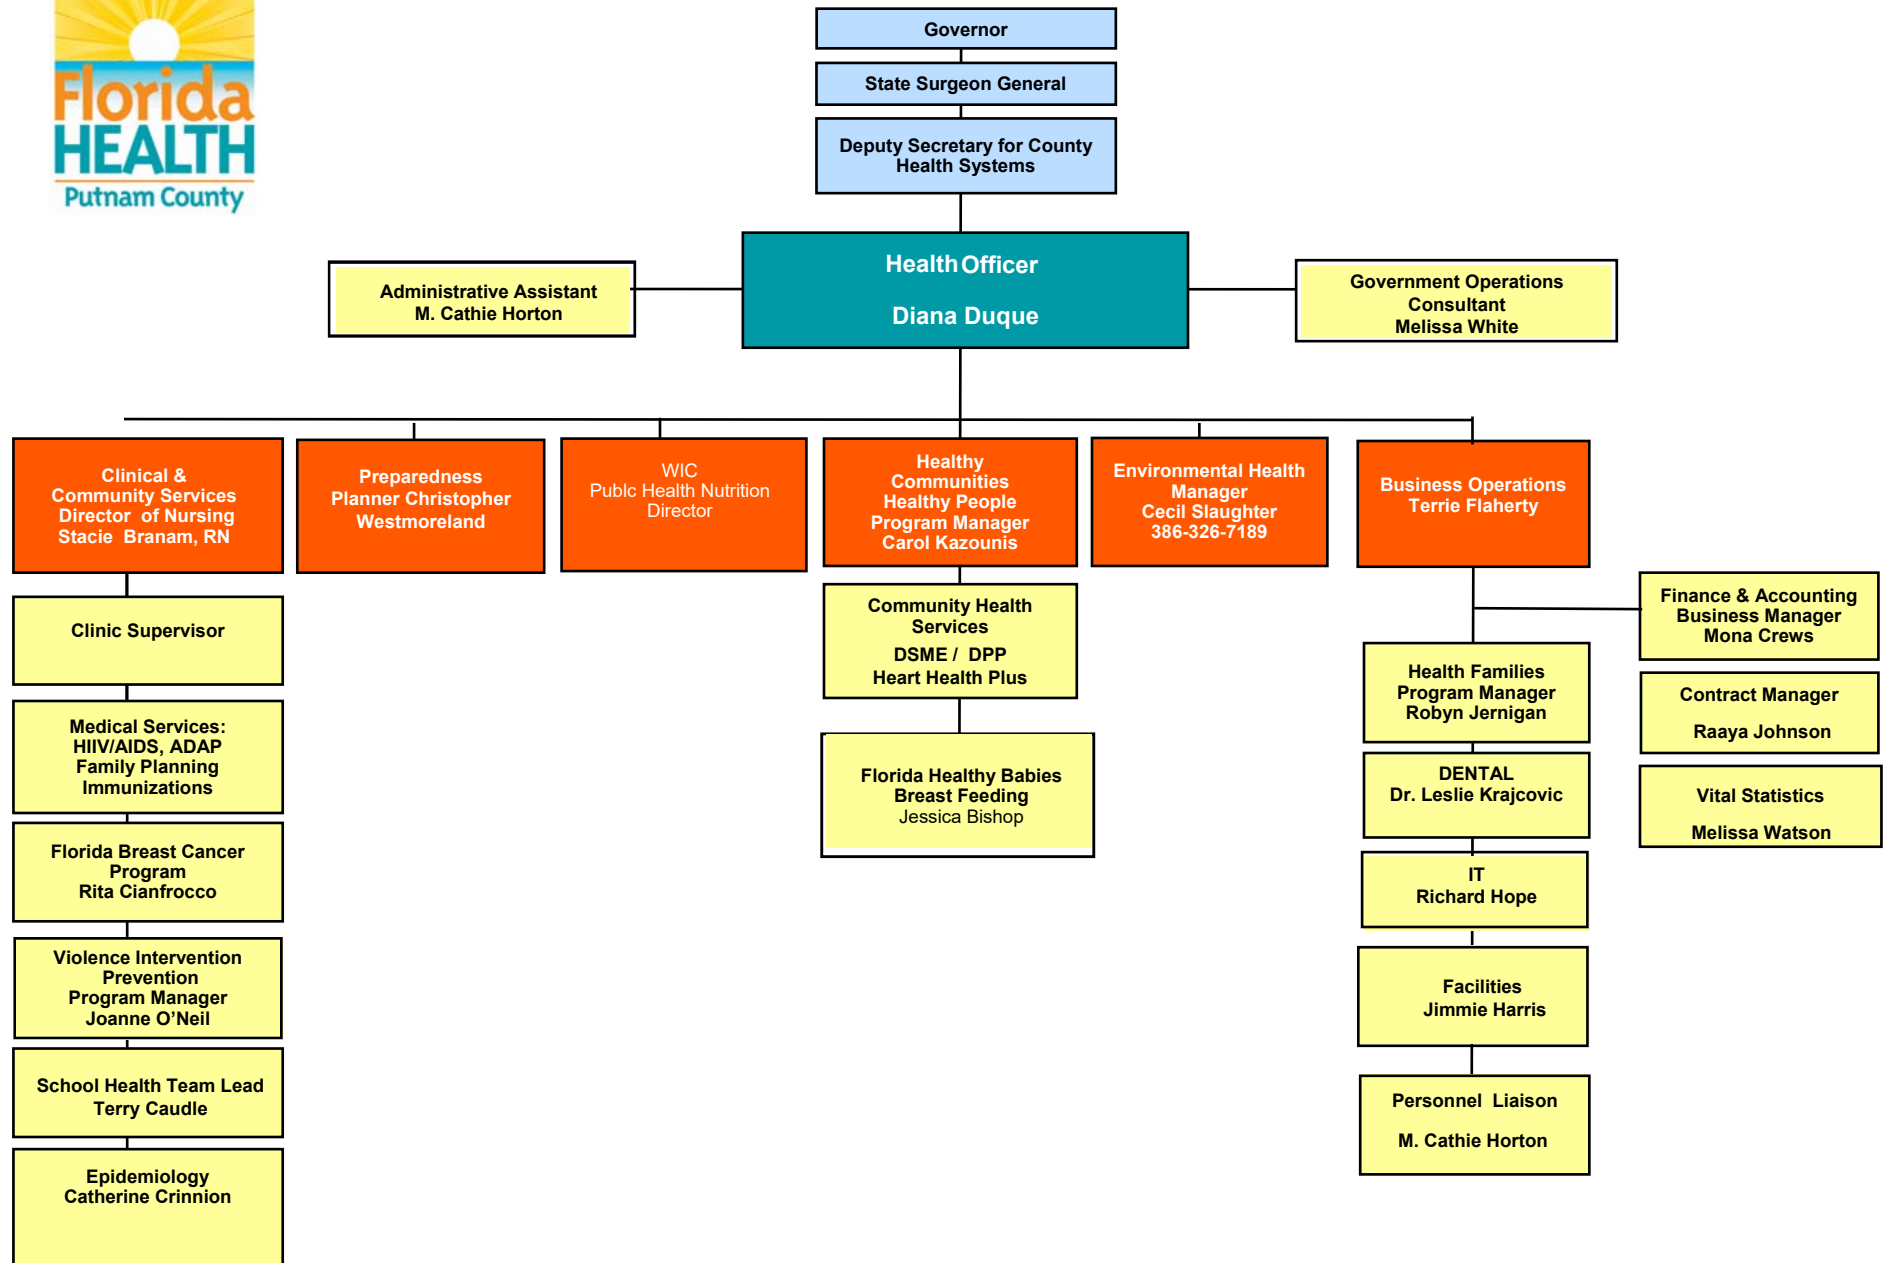 Florida
HEALTH
Putnam County
Governor
State Surgeon General
Deputy Secretary for County
Health Systems
Health Officer
Diana Duque
Administrative Assistant
M. Cathie Horton
Government Operations
Consultant
Melissa White
Clinical &
Community Services
Director of Nursing
Stacie Branam, RN
Preparedness
Planner Christopher
Westmoreland
WIC
Publc Health Nutrition
Director
Healthy
Communities
Healthy People
Program Manager
Carol Kazounis
Environmental Health
Manager
Cecil Slaughter
386-326-7189
Business Operations
Terrie Flaherty
Clinic Supervisor
Medical Services:
HIIV/AIDS, ADAP
Family Planning
Immunizations
Florida Breast Cancer
Program
Rita Cianfrocco
Violence Intervention
Prevention
Program Manager
Joanne O’Neil
School Health Team Lead
Terry Caudle
Epidemiology
Catherine Crinnion
Community Health
Services
DSME / DPP
Heart Health Plus
Florida Healthy Babies
Breast Feeding
Jessica Bishop
Health Families
Program Manager
Robyn Jernigan
DENTAL
Dr. Leslie Krajcovic
IT
Richard Hope
Facilities
Jimmie Harris
Personnel Liaison
M. Cathie Horton
Finance & Accounting
Business Manager
Mona Crews
Contract Manager
Raaya Johnson
Vital Statistics
Melissa Watson